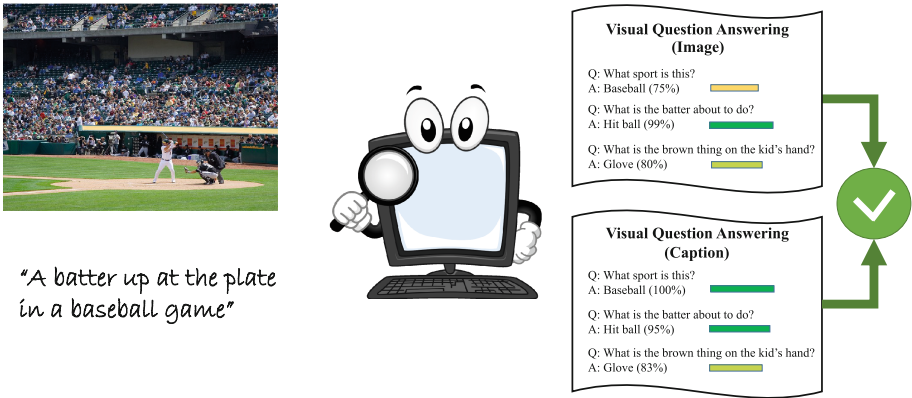 “A batter up at the plate
in a baseball game”
Visual Question Answering
(Image)
Q: What sport is this?
A: Baseball (75%)
Q: What is the batter about to do?
A: Hit ball (99%)
Q: What is the brown thing on the kid’s hand?
A: Glove (80%)
Visual Question Answering
(Caption)
Q: What sport is this?
A: Baseball (100%)
Q: What is the batter about to do?
A: Hit ball (95%)
Q: What is the brown thing on the kid’s hand?
A: Glove (83%)